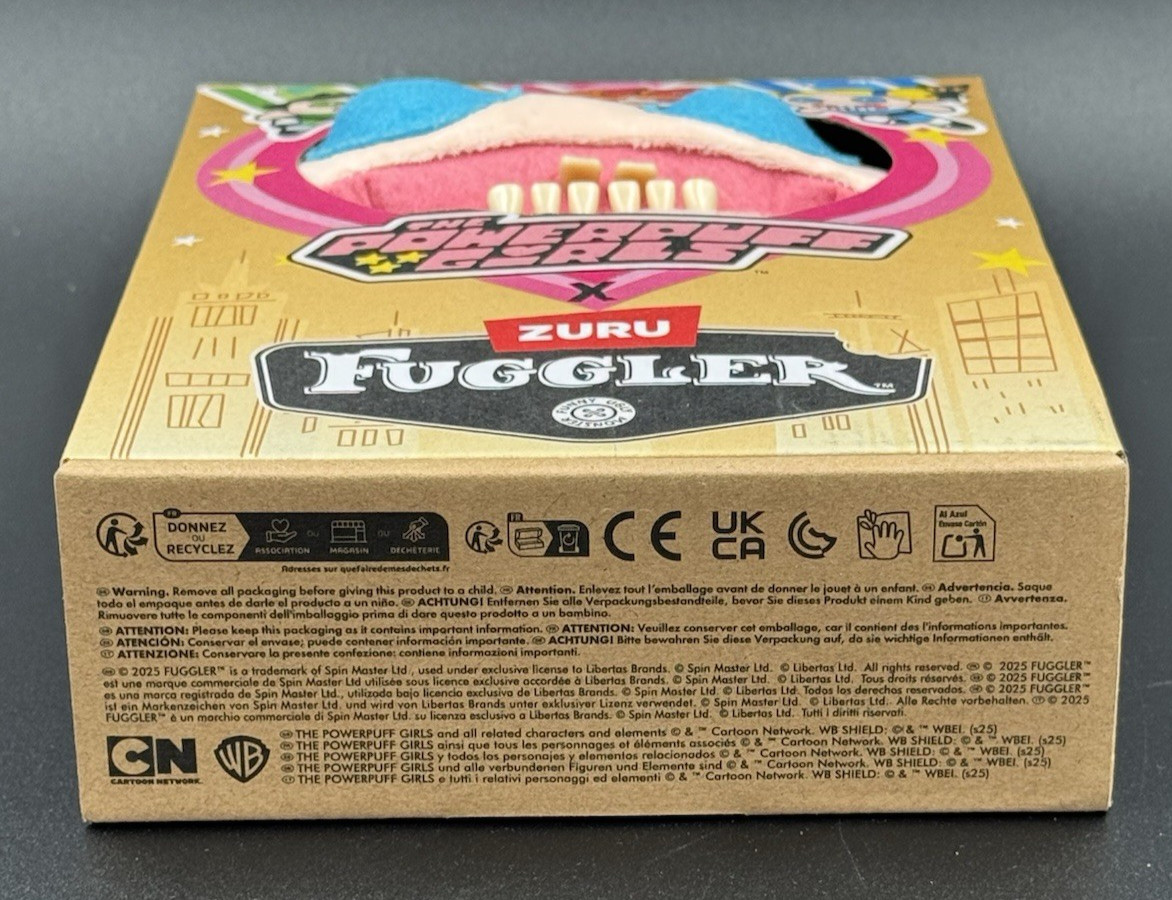 THE
POWERPUFF
GIRLS ™
X
ZURU
FUGGLER™
FUNNY UGLY MONSTER
FR
DONNEZ
OU
RECYCLEZ
ASSOCIATION OU MAGASIN OU DÉCHÈTERIE
Adresses sur quefairedemesdechets.fr
FR
CE
UK
CA
Al Azul
Envase Cartón
Warning. Remove all packaging before giving this product to a child. Attention. Enlevez tout l'emballage avant de donner le jouet à un enfant. Advertencia. Saque
todo el empaque antes de darle el producto a un niño. ACHTUNG! Entfernen Sie alle Verpackungsbestandteile, bevor Sie dieses Produkt einem Kind geben. Avvertenza.
Rimuovere tutte le componenti dell'imballaggio prima di dare questo prodotto a un bambino.
ATTENTION: Please keep this packaging as it contains important information. ATTENTION: Veuillez conserver cet emballage, car il contient des l'informations importantes.
ATENCIÓN: Conservar el envase; puede contener información importante. ACHTUNG! Bitte bewahren Sie diese Verpackung auf, da sie wichtige Informationen enthält.
ATTENZIONE: Conservare la presente confezione: contiene informazioni importanti.
© 2025 FUGGLER™ is a trademark of Spin Master Ltd., used under exclusive license to Libertas Brands. © Spin Master Ltd. © Libertas Ltd. All rights reserved. © 2025 FUGGLER™
est une marque commerciale de Spin Master Ltd utilisée sous licence exclusive accordée à Libertas Brands. © Spin Master Ltd. © Libertas Ltd. Tous droits réservés. © 2025 FUGGLER™
es una marca registrada de Spin Master Ltd., utilizada bajo licencia exclusiva de Libertas Brands. © Spin Master Ltd. © Libertas Ltd. Todos los derechos reservados. © 2025 FUGGLER™
ist ein Markenzeichen von Spin Master Ltd. und wird von Libertas Brands unter exklusiver Lizenz verwendet. © Spin Master Ltd. © Libertas Ltd. Alle Rechte vorbehalten. © 2025
FUGGLER™ è un marchio commerciale di Spin Master Ltd. su licenza esclusiva a Libertas Brands. © Spin Master Ltd. © Libertas Ltd. Tutti i diritti riservati.
CN
CARTOON NETWORK
WB
THE POWERPUFF GIRLS and all related characters and elements © & ™ Cartoon Network. WB SHIELD: © & ™ WBEI. (s25)
THE POWERPUFF GIRLS ainsi que tous les personnages et éléments associés © & ™ Cartoon Network. WB SHIELD: © & ™ WBEI. (s25)
THE POWERPUFF GIRLS y todos los personajes y elementos relacionados © & ™ Cartoon Network. WB SHIELD: © & ™ WBEI. (s25)
THE POWERPUFF GIRLS und alle verbundenen Figuren und Elemente sind © & ™ Cartoon Network. WB SHIELD: © & ™ WBEI. (s25)
THE POWERPUFF GIRLS e tutti i relativi personaggi ed elementi © & ™ Cartoon Network. WB SHIELD: © & ™ WBEI. (s25)